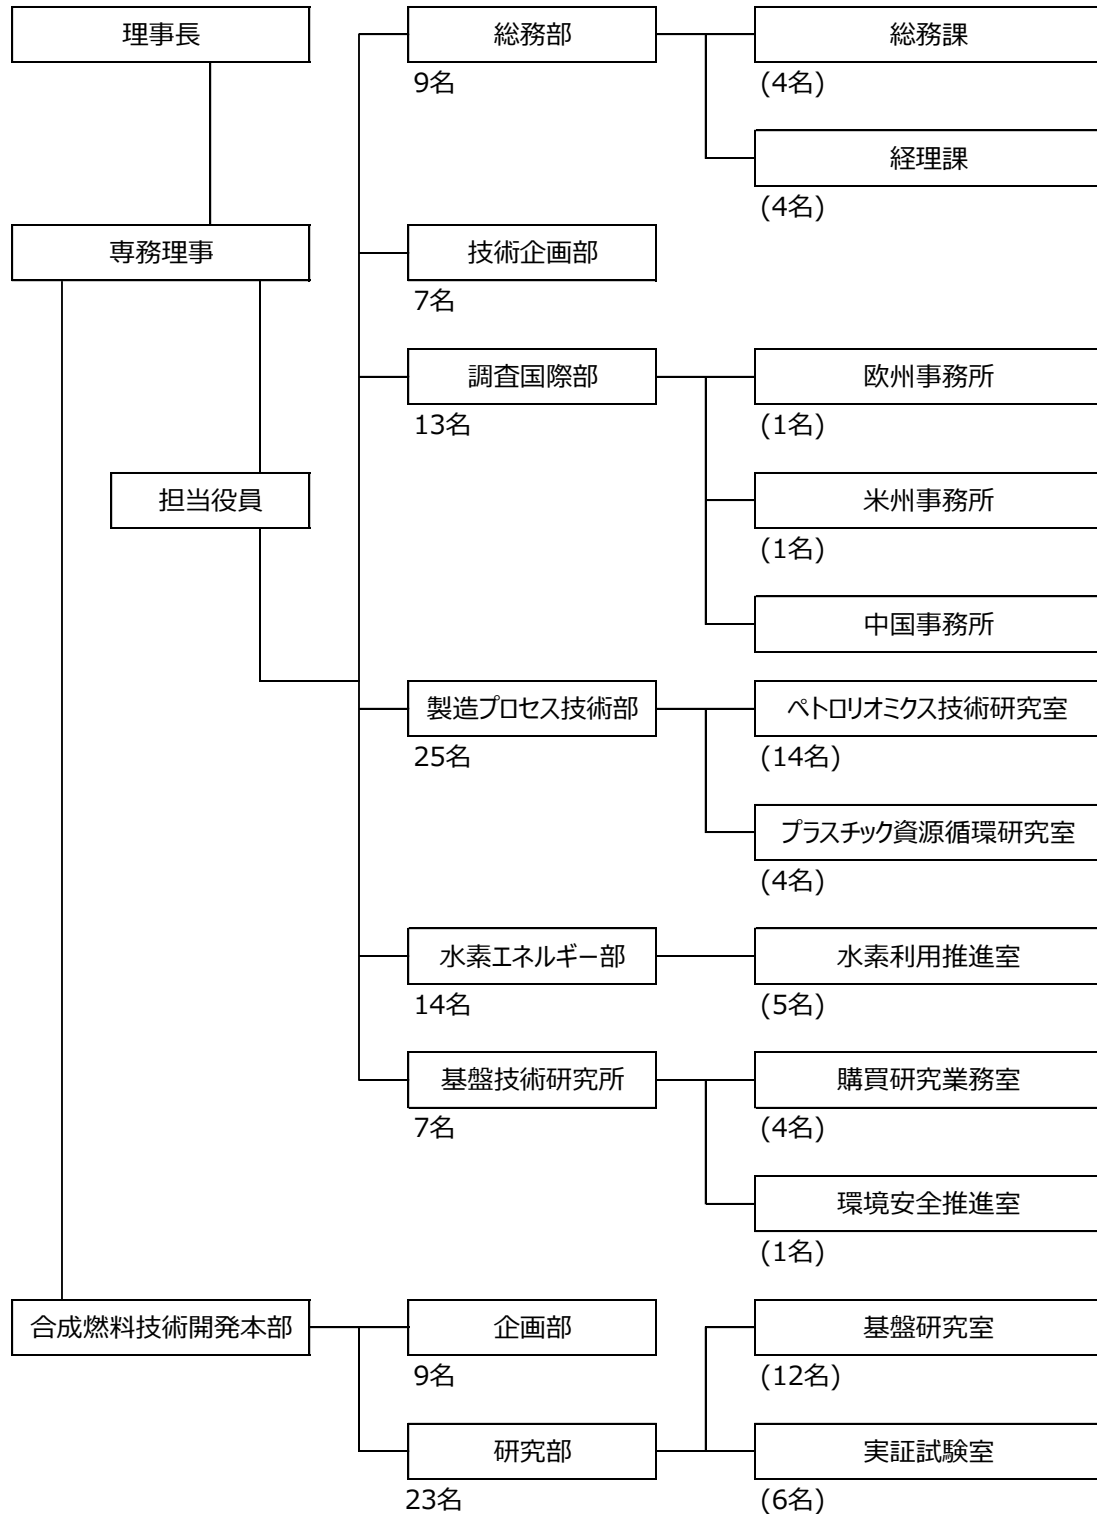 理事長
総務部
総務課
9名
(4名)
経理課
(4名)
専務理事
技術企画部
7名
調査国際部
欧州事務所
13名
(1名)
担当役員
米州事務所
(1名)
中国事務所
製造プロセス技術部
ペトロリオミクス技術研究室
25名
(14名)
プラスチック資源循環研究室
(4名)
水素エネルギー部
水素利用推進室
14名
(5名)
基盤技術研究所
購買研究業務室
7名
(4名)
環境安全推進室
(1名)
合成燃料技術開発本部
企画部
基盤研究室
9名
(12名)
研究部
実証試験室
23名
(6名)